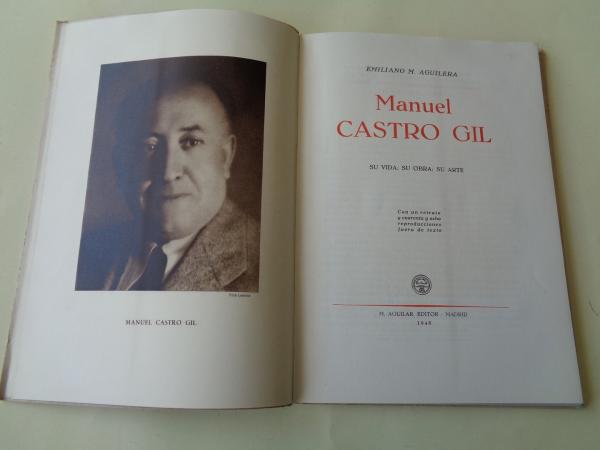 MANUEL CASTRO GIL
EMILIANO M. AGUILERA
Manuel
CASTRO GIL
SU VIDA, SU OBRA, SU ARTE
Con un retrato
y cuarenta y ocho
reproducciones
fuera de texto
M. AGUILAR EDITOR - MADRID